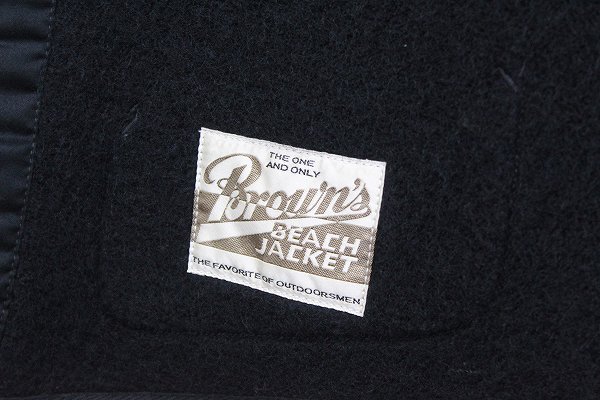 THE ONE
AND ONLY
Brown's
BEACH
JACKET
THE FAVORITE OF OUTDOORSMEN